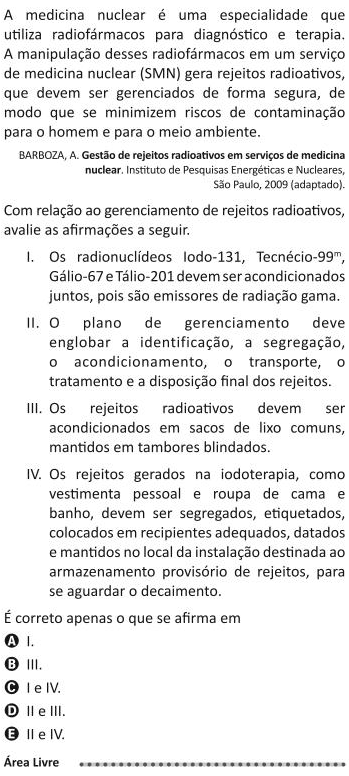 A medicina nuclear é uma especialidade que
utiliza radiofármacos para diagnóstico e terapia.
A manipulação desses radiofármacos em um serviço
de medicina nuclear (SMN) gera rejeitos radioativos,
que devem ser gerenciados de forma segura, de
modo que se minimizem riscos de contaminação
para o homem e para o meio ambiente.
BARBOZA, A. Gestão de rejeitos radioativos em serviços de medicina
nuclear. Instituto de Pesquisas Energéticas e Nucleares,
São Paulo, 2009 (adaptado).
Com relação ao gerenciamento de rejeitos radioativos,
avalie as afirmações a seguir.
I. Os radionuclídeos Iodo-131, Tecnécio-99ᵐ,
Gálio-67 e Tálio-201 devem ser acondicionados
juntos, pois são emissores de radiação gama.
II. O plano de gerenciamento deve
englobar a identificação, a segregação,
o acondicionamento, o transporte, o
tratamento e a disposição final dos rejeitos.
III. Os rejeitos radioativos devem ser
acondicionados em sacos de lixo comuns,
mantidos em tambores blindados.
IV. Os rejeitos gerados na iodoterapia, como
vestimenta pessoal e roupa de cama e
banho, devem ser segregados, etiquetados,
colocados em recipientes adequados, datados
e mantidos no local da instalação destinada ao
armazenamento provisório de rejeitos, para
se aguardar o decaimento.
É correto apenas o que se afirma em
A I.
B III.
C I e IV.
D II e III.
E II e IV.
Área Livre